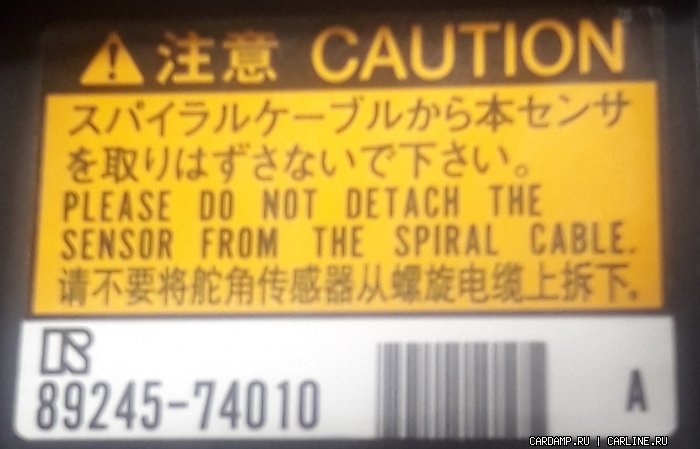 注意 CAUTION
スパイラルケーブルから本センサ
を取りはずさないで下さい。
PLEASE DO NOT DETACH THE
SENSOR FROM THE SPIRAL CABLE.
请不要将舵角传感器从螺旋电缆上拆下。
89245-74010
A
CARDAMP.RU | CARLINE.RU